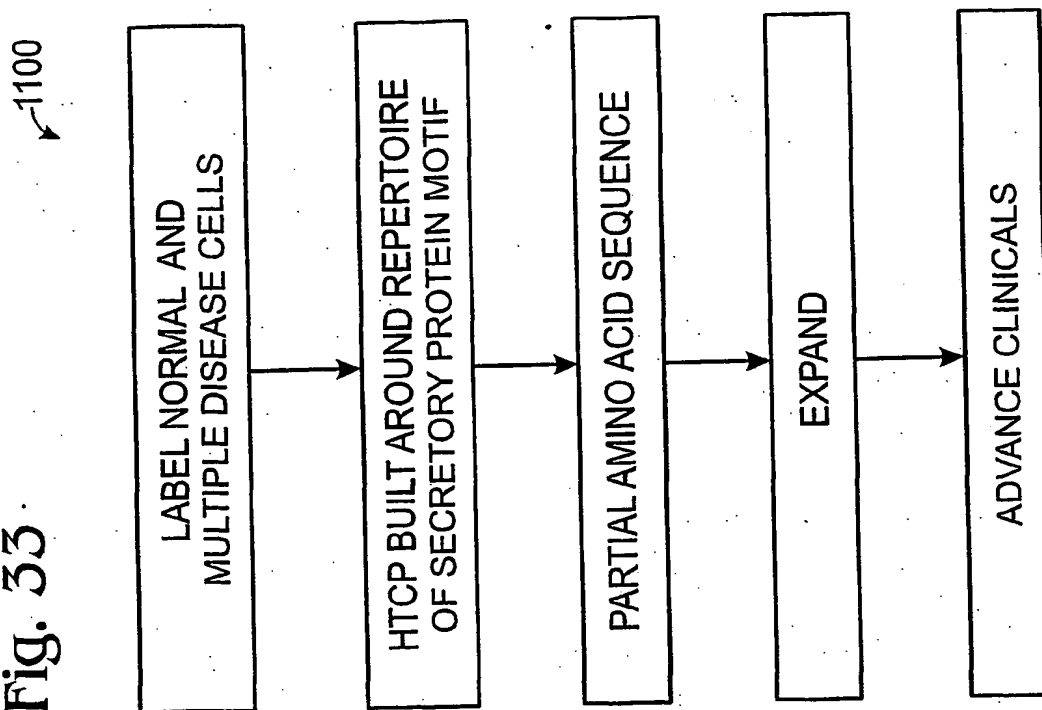 Fig. 33
1100
LABEL NORMAL AND
MULTIPLE DISEASE CELLS
HTCP BUILT AROUND REPERTOIRE
OF SECRETORY PROTEIN MOTIF
PARTIAL AMINO ACID SEQUENCE
EXPAND
ADVANCE CLINICALS